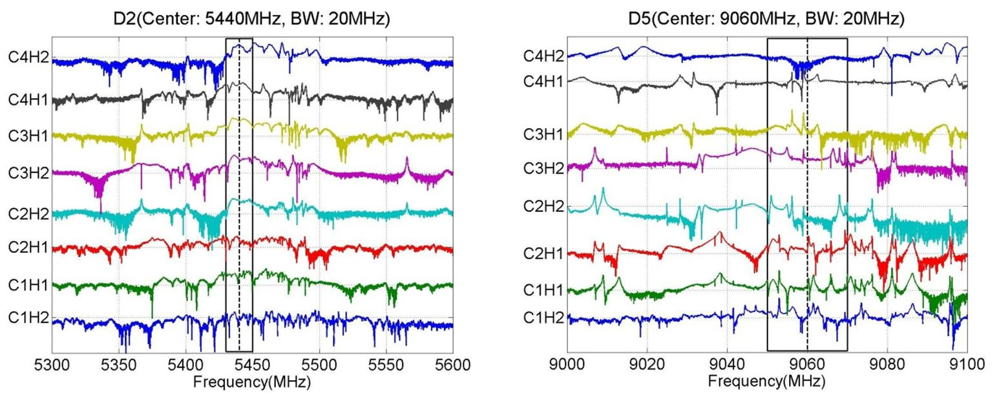 D2(Center: 5440MHz, BW: 20MHz)
C4H2
C4H1
C3H1
C3H2
C2H2
C2H1
C1H1
C1H2
5300 5350 5400 5450 5500 5550 5600
Frequency(MHz)
D5(Center: 9060MHz, BW: 20MHz)
C4H2
C4H1
C3H1
C3H2
C2H2
C2H1
C1H1
C1H2
9000 9020 9040 9060 9080 9100
Frequency(MHz)